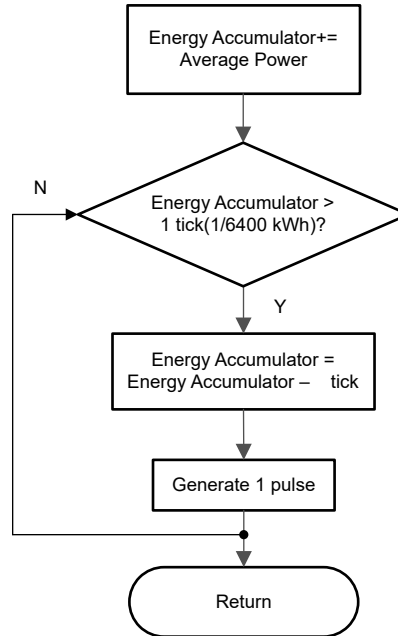 Energy Accumulator+=
Average Power
N
Energy Accumulator >
1 tick(1/6400 kWh)?
Y
Energy Accumulator =
Energy Accumulator – tick
Generate 1 pulse
Return